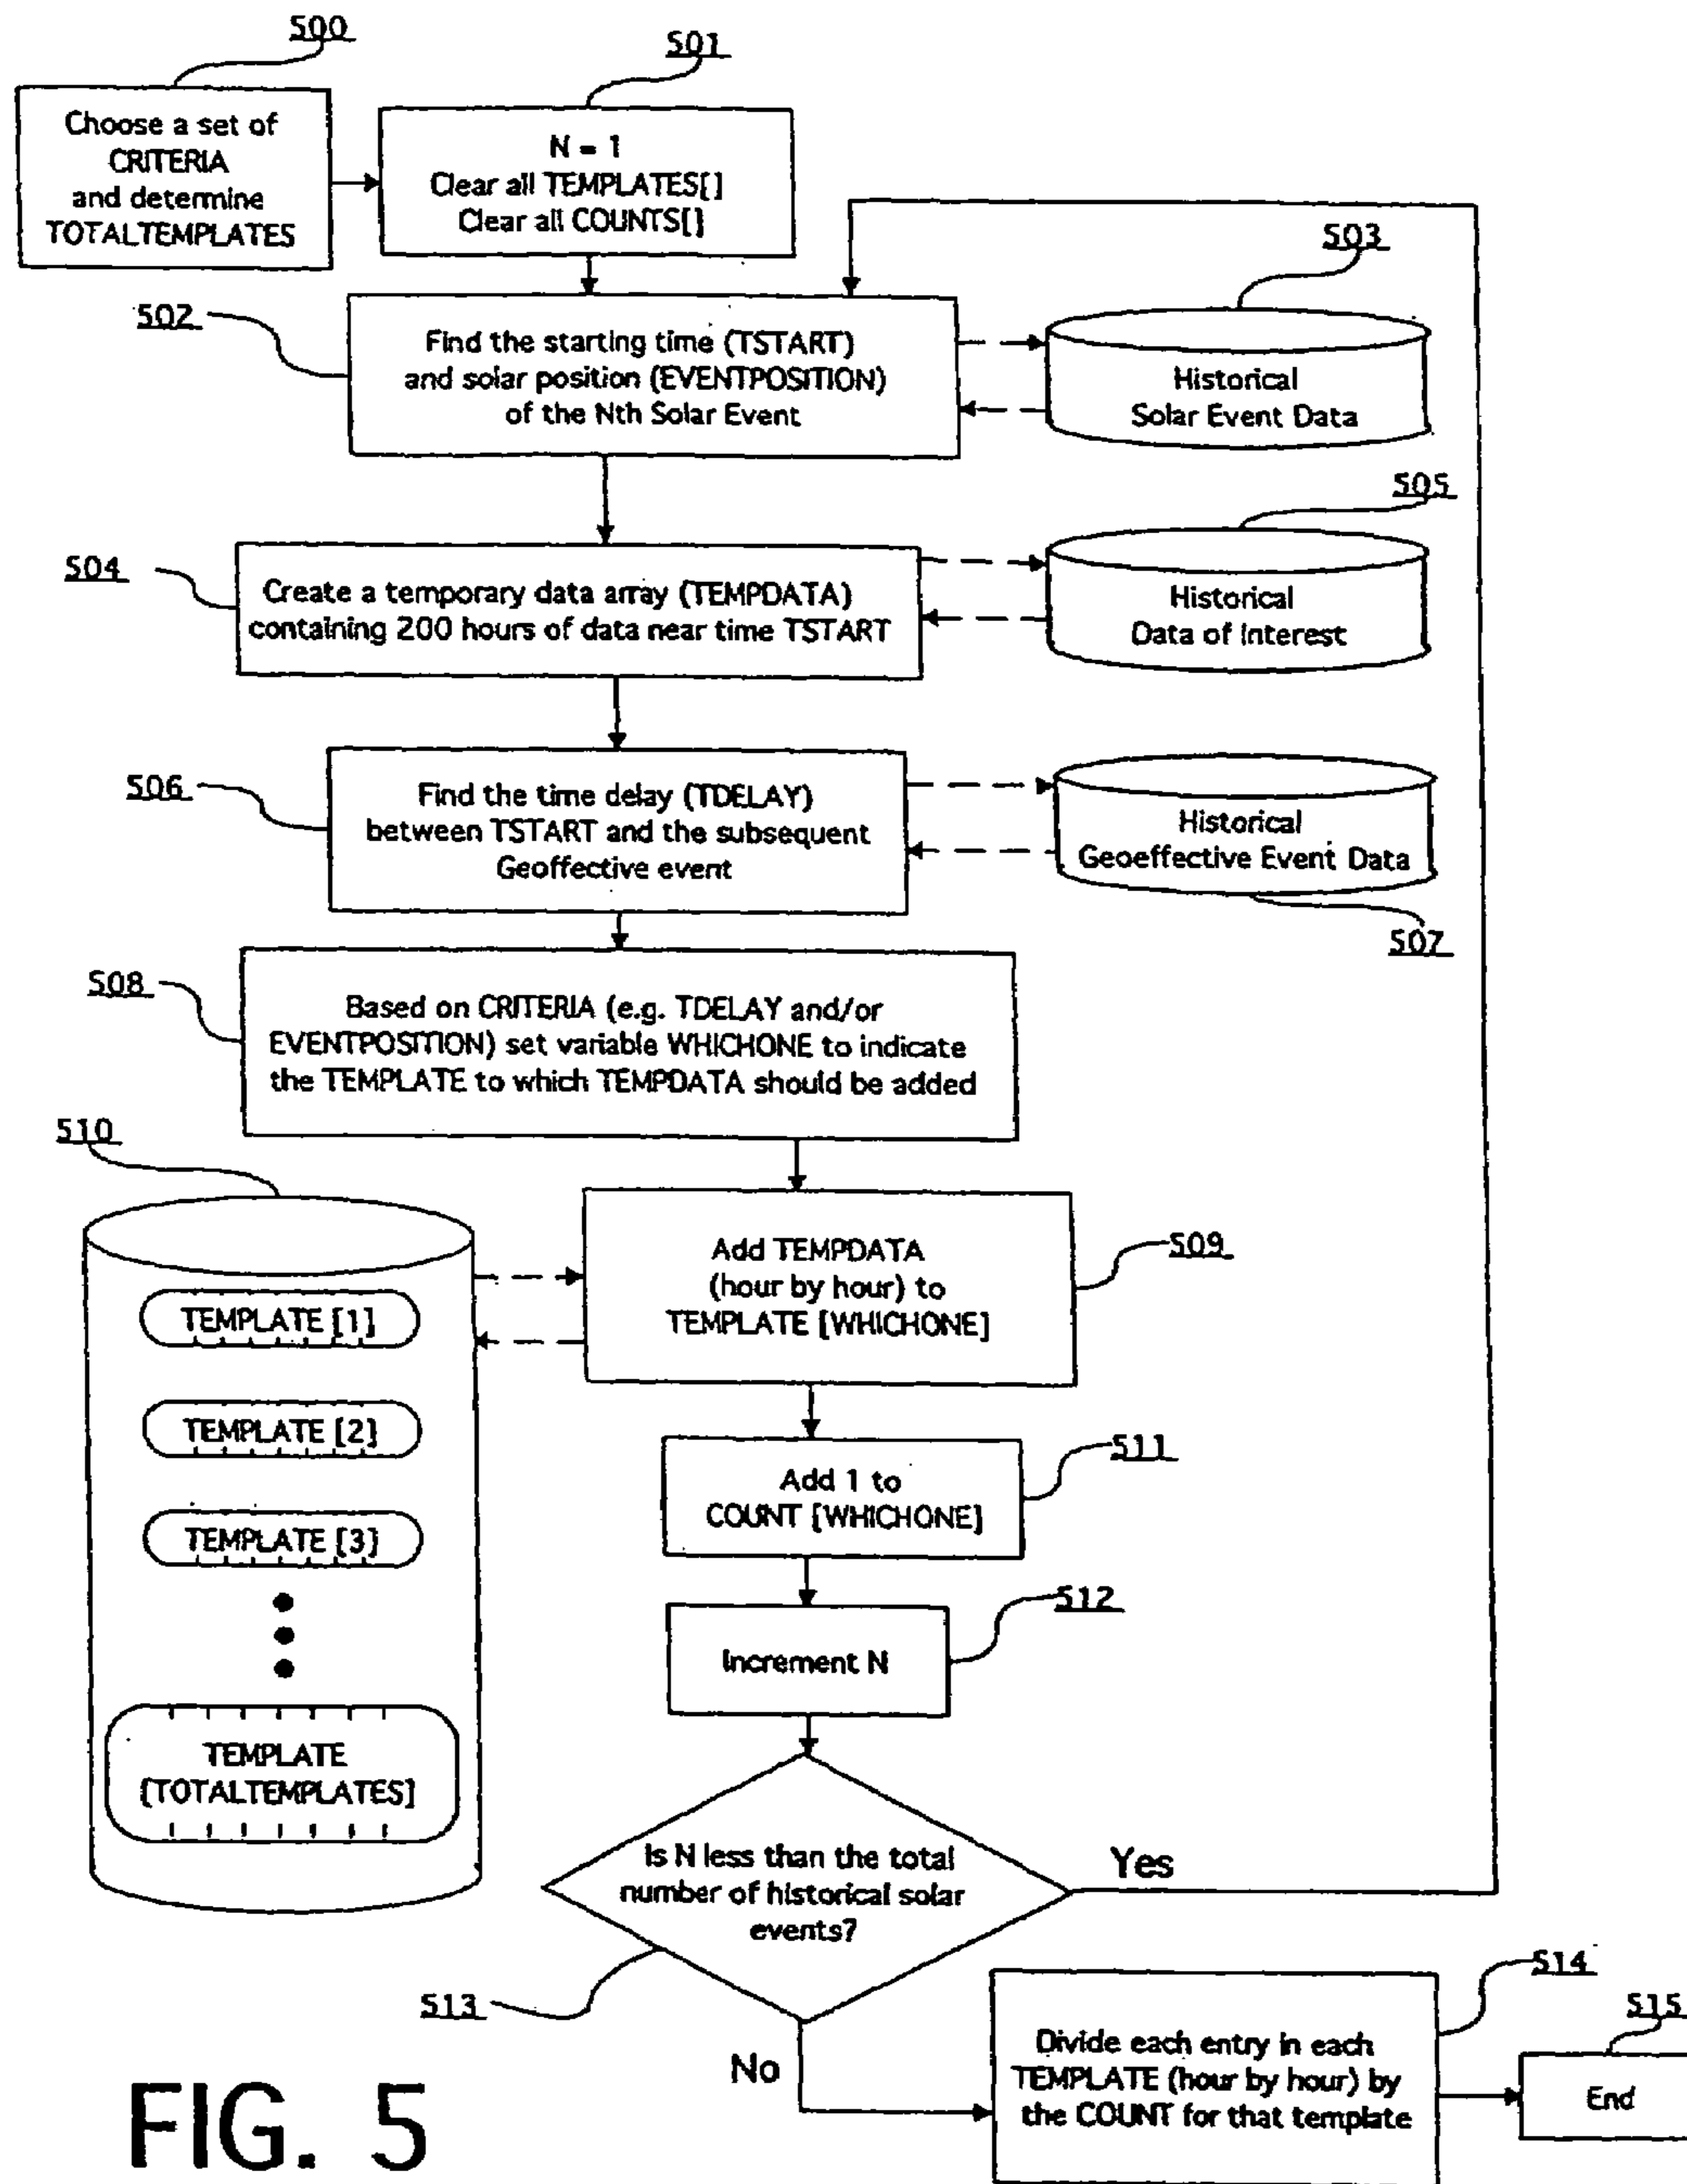 500
501
Choose a set of
CRITERIA
and determine
TOTALTEMPLATES
N = 1
Clear all TEMPLATES[]
Clear all COUNTS[]
502
503
Find the starting time (TSTART)
and solar position (EVENTPOSITION)
of the Nth Solar Event
Historical
Solar Event Data
504
505
Create a temporary data array (TEMPDATA)
containing 200 hours of data near time TSTART
Historical
Data of Interest
506
Find the time delay (TDELAY)
between TSTART and the subsequent
Geoffective event
Historical
Geoeffective Event Data
507
508
Based on CRITERIA (e.g. TDELAY and/or
EVENTPOSITION) set variable WHICHONE to indicate
the TEMPLATE to which TEMPDATA should be added
510
509
Add TEMPDATA
(hour by hour) to
TEMPLATE [WHICHONE]
TEMPLATE [1]
TEMPLATE [2]
TEMPLATE [3]
TEMPLATE
[TOTALTEMPLATES]
511
Add 1 to
COUNT [WHICHONE]
512
Increment N
Is N less than the total
number of historical solar
events?
Yes
513
No
514
Divide each entry in each
TEMPLATE (hour by hour) by
the COUNT for that template
515
End
FIG. 5